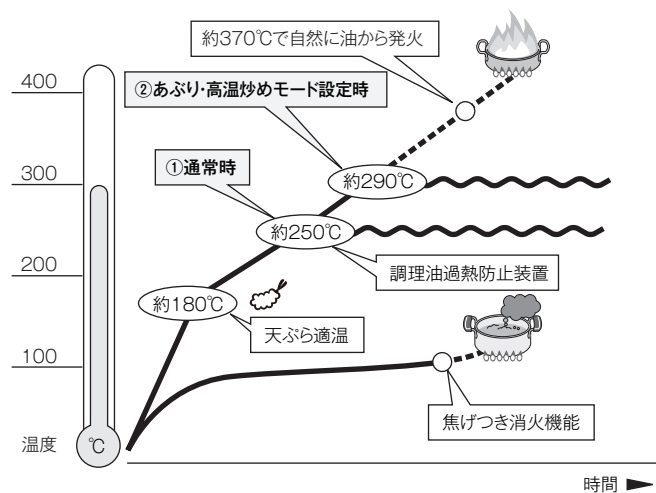 約370℃で自然に油から発火
400
②あぶり・高温炒めモード設定時
300
①通常時
約290℃
約250℃
200
調理油過熱防止装置
約180℃
天ぷら適温
100
焦げつき消火機能
温度
℃
時間